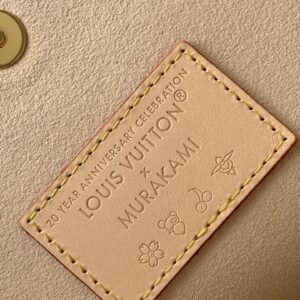 20 YEAR ANNIVERSARY CELEBRATION
LOUIS VUITTON®
×
MURAKAMI